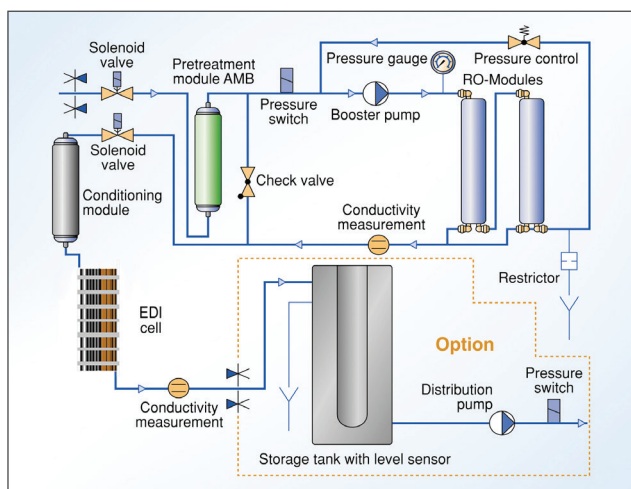 Solenoid
valve
Pretreatment
module AMB
Pressure gauge
Pressure control
RO-Modules
Pressure
switch
Booster pump
Solenoid
valve
Conditioning
module
Check valve
Conductivity
measurement
Restrictor
EDI
cell
Option
Conductivity
measurement
Distribution
pump
Pressure
switch
Storage tank with level sensor